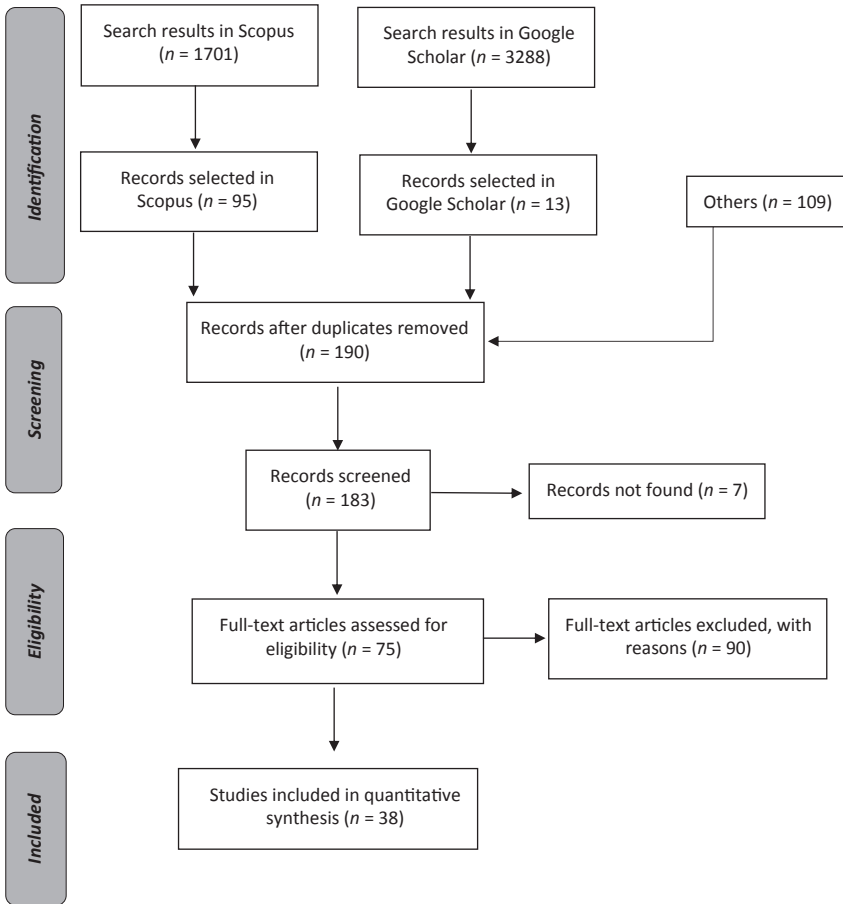 Identification
Search results in Scopus
(n = 1701)
Search results in Google
Scholar (n = 3288)
Records selected in
Scopus (n = 95)
Records selected in
Google Scholar (n = 13)
Others (n = 109)
Screening
Records after duplicates removed
(n = 190)
Records screened
(n = 183)
Records not found (n = 7)
Eligibility
Full-text articles assessed for
eligibility (n = 75)
Full-text articles excluded, with
reasons (n = 90)
Included
Studies included in quantitative
synthesis (n = 38)